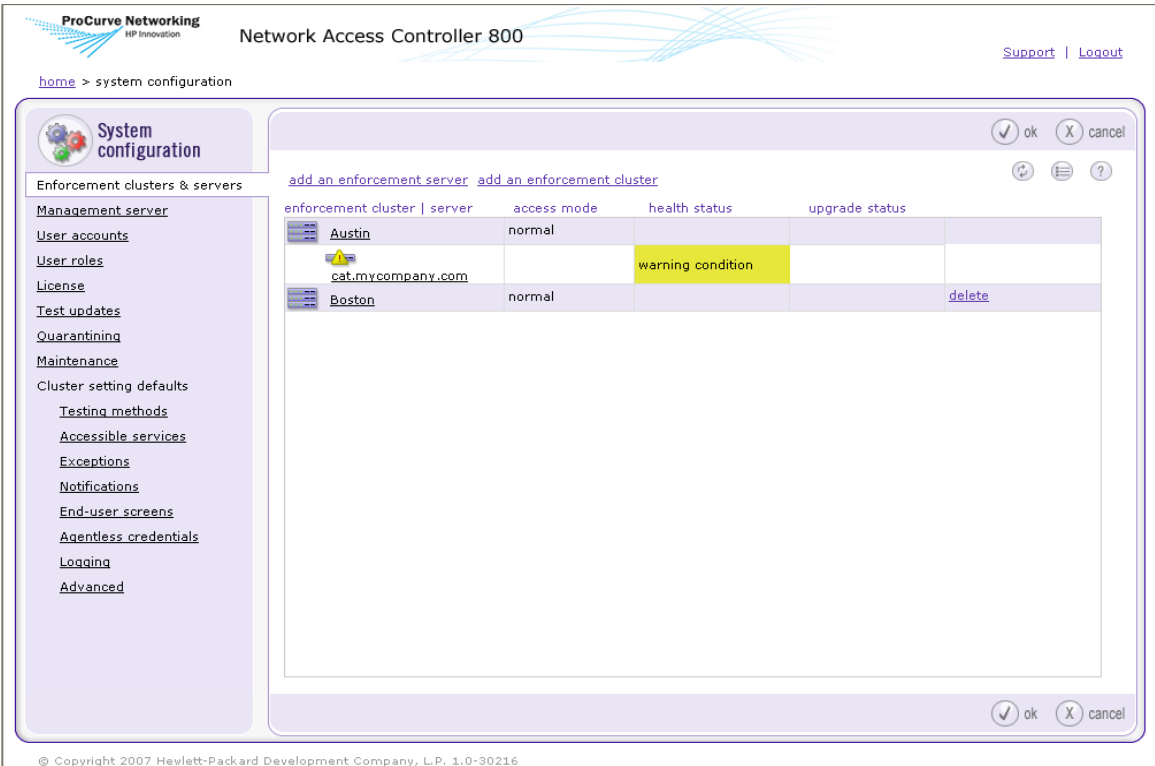 ProCurve Networking
HP Innovation
Network Access Controller 800
Support | Logout
home > system configuration
System
configuration
ok X cancel
Enforcement clusters & servers
Management server
User accounts
User roles
License
Test updates
Quarantining
Maintenance
Cluster setting defaults
Testing methods
Accessible services
Exceptions
Notifications
End-user screens
Agentless credentials
Logging
Advanced
?
add an enforcement server add an enforcement cluster
enforcement cluster | server access mode health status upgrade status
Austin normal
cat.mycompany.com warning condition
Boston normal delete
ok X cancel
© Copyright 2007 Hewlett-Packard Development Company, L.P. 1.0-30216